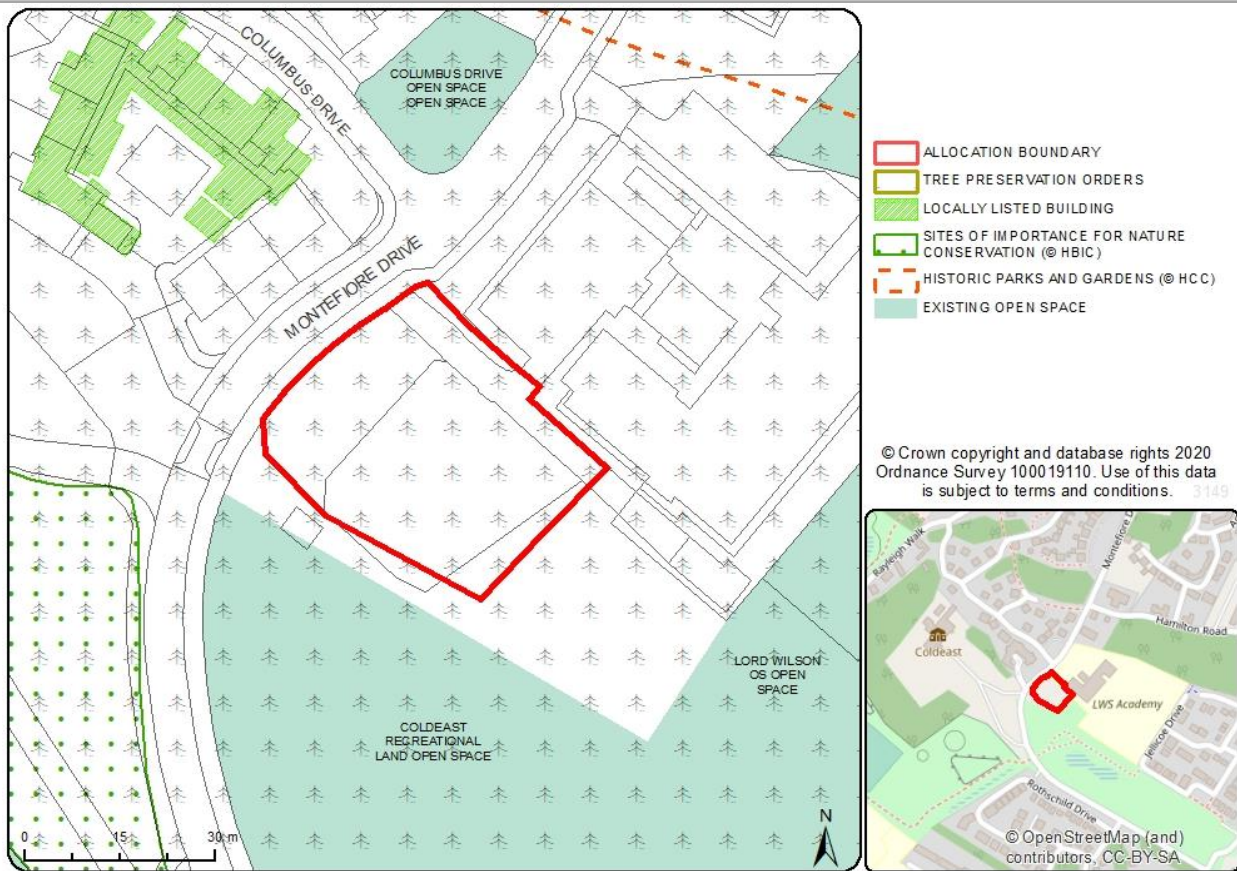 COLUMBUS DRIVE
COLUMBUS DRIVE
OPEN SPACE
OPEN SPACE
MONTEFIORE DRIVE
LORD WILSON
OS OPEN
SPACE
COLDEAST
RECREATIONAL
LAND OPEN SPACE
0 15 30 m
N
ALLOCATION BOUNDARY
TREE PRESERVATION ORDERS
LOCALLY LISTED BUILDING
SITES OF IMPORTANCE FOR NATURE
CONSERVATION (© HBIC)
HISTORIC PARKS AND GARDENS (© HCC)
EXISTING OPEN SPACE
© Crown copyright and database rights 2020
Ordnance Survey 100019110. Use of this data
is subject to terms and conditions. 3149
Rayleigh Walk
Montefiore D
Hamilton Road
Coldeast
LWS Academy
Jellicoe Drive
Rothschild Drive
© OpenStreetMap (and)
contributors, CC-BY-SA